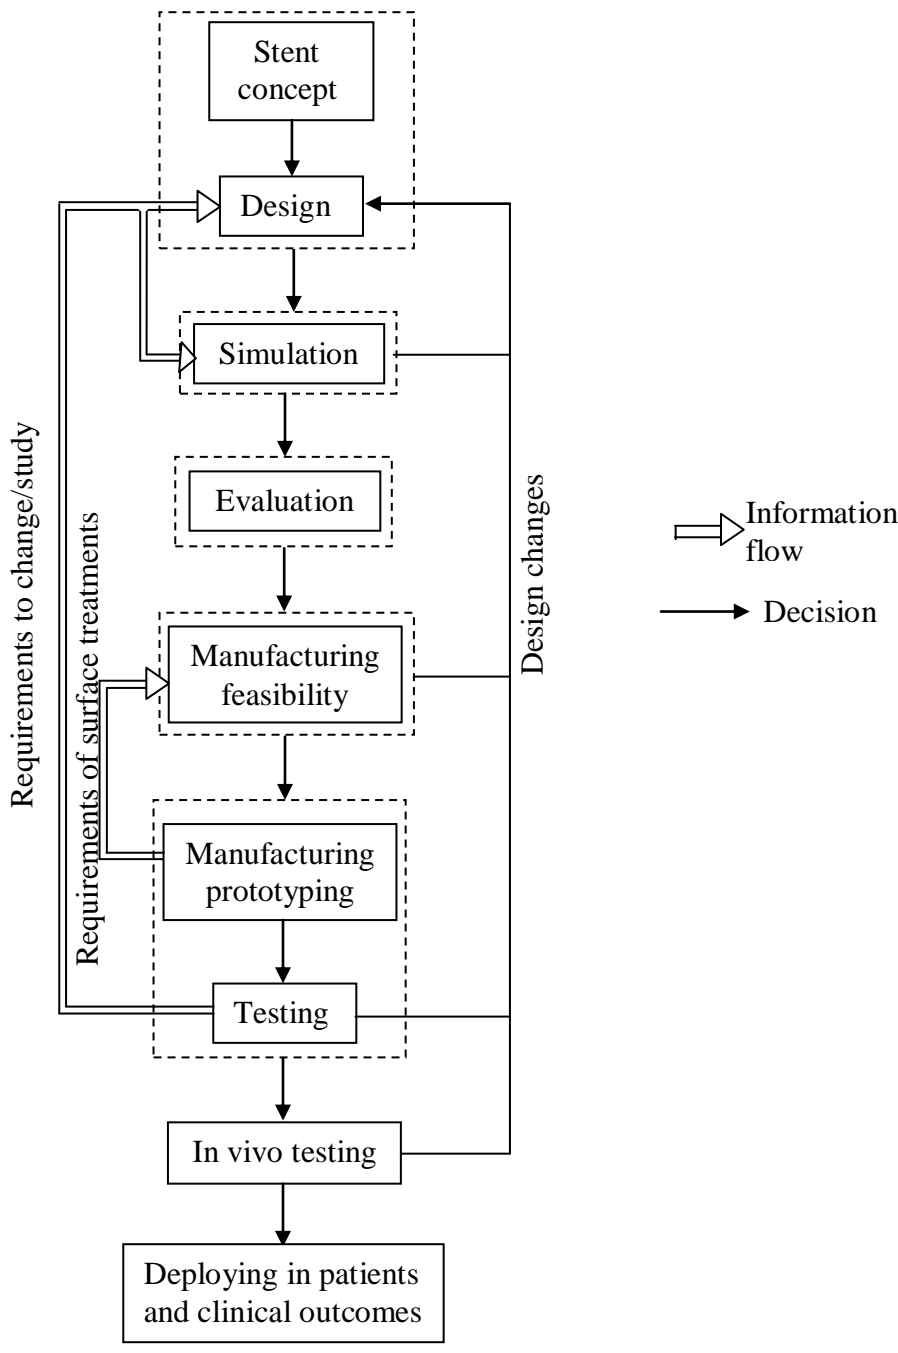 Stent
concept
Design
Simulation
Evaluation
Manufacturing
feasibility
Manufacturing
prototyping
Testing
In vivo testing
Deploying in patients
and clinical outcomes
Requirements to change/study
Requirements of surface treatments
Design changes
Information
flow
Decision